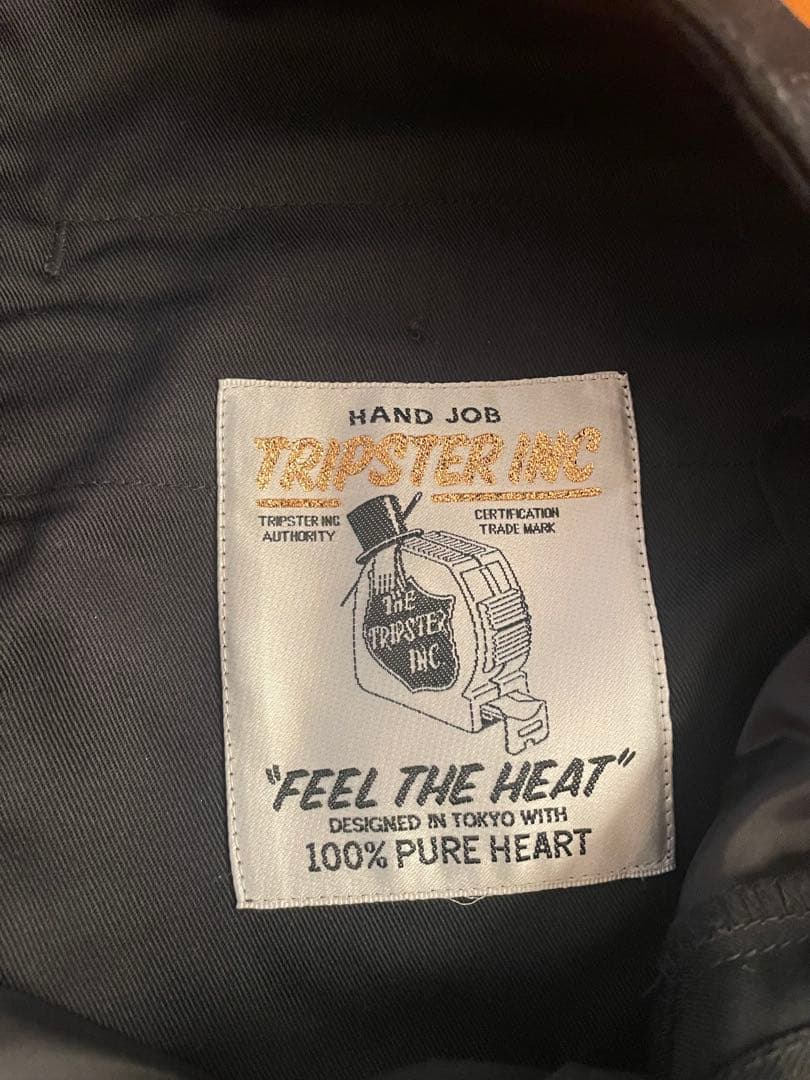 HAND JOB
TRIPSTER INC
TRIPSTER INC
AUTHORITY
CERTIFICATION
TRADE MARK
THE
TRIPSTER
INC
"FEEL THE HEAT"
DESIGNED IN TOKYO WITH
100% PURE HEART